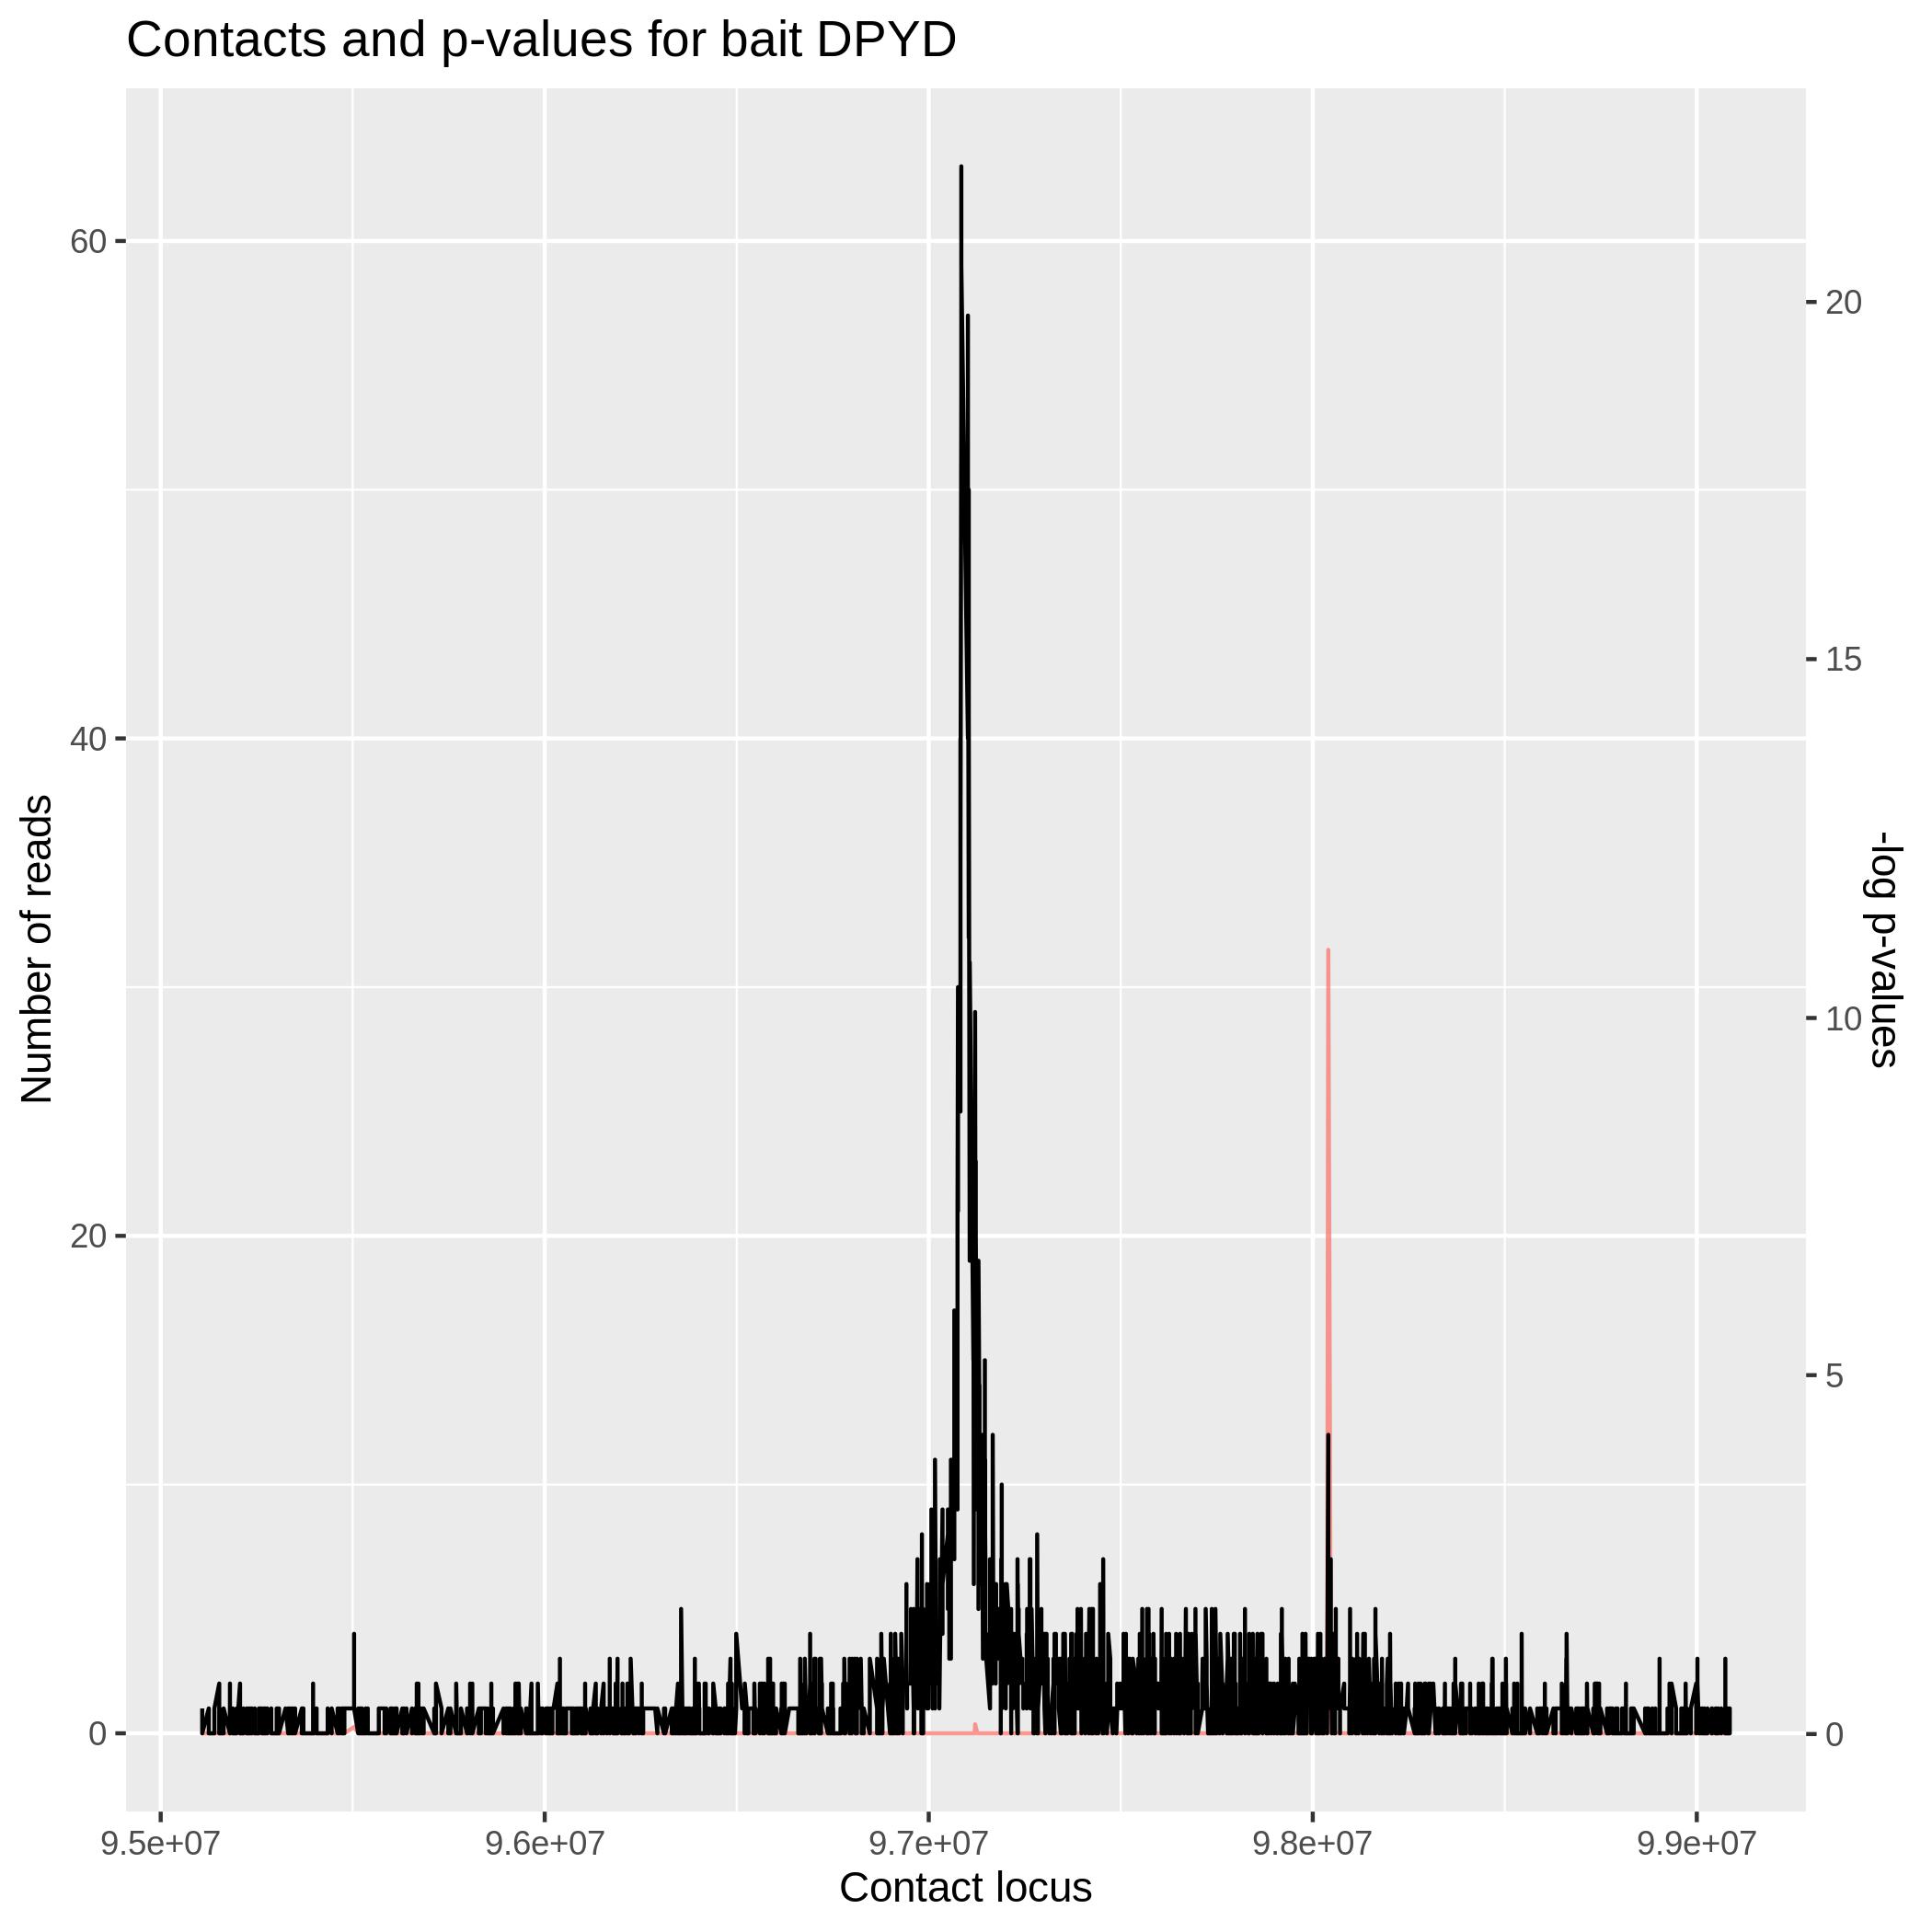 Contacts and p-values for bait DPYD
60
40
20
0
20
15
10
5
0
Number of reads
-log p-values
9.5e+07 9.6e+07 9.7e+07 9.8e+07 9.9e+07
Contact locus